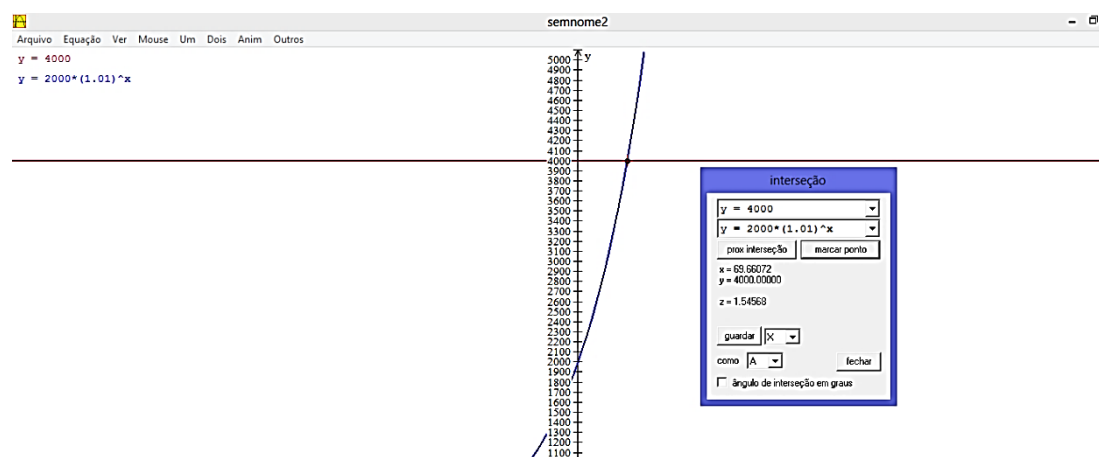 semnome2
Arquivo Equação Ver Mouse Um Dois Anim Outros
y = 4000
y = 2000*(1.01)^x
y
5000
4900
4800
4700
4600
4500
4400
4300
4200
4100
4000
3900
3800
3700
3600
3500
3400
3300
3200
3100
3000
2900
2800
2700
2600
2500
2400
2300
2200
2100
2000
1900
1800
1700
1600
1500
1400
1300
1200
1100
interseção
y = 4000
y = 2000*(1.01)^x
prox interseção marcar ponto
x = 69.66072
y = 4000.00000
z = 1.54568
guardar X
como A fechar
ângulo de interseção em graus